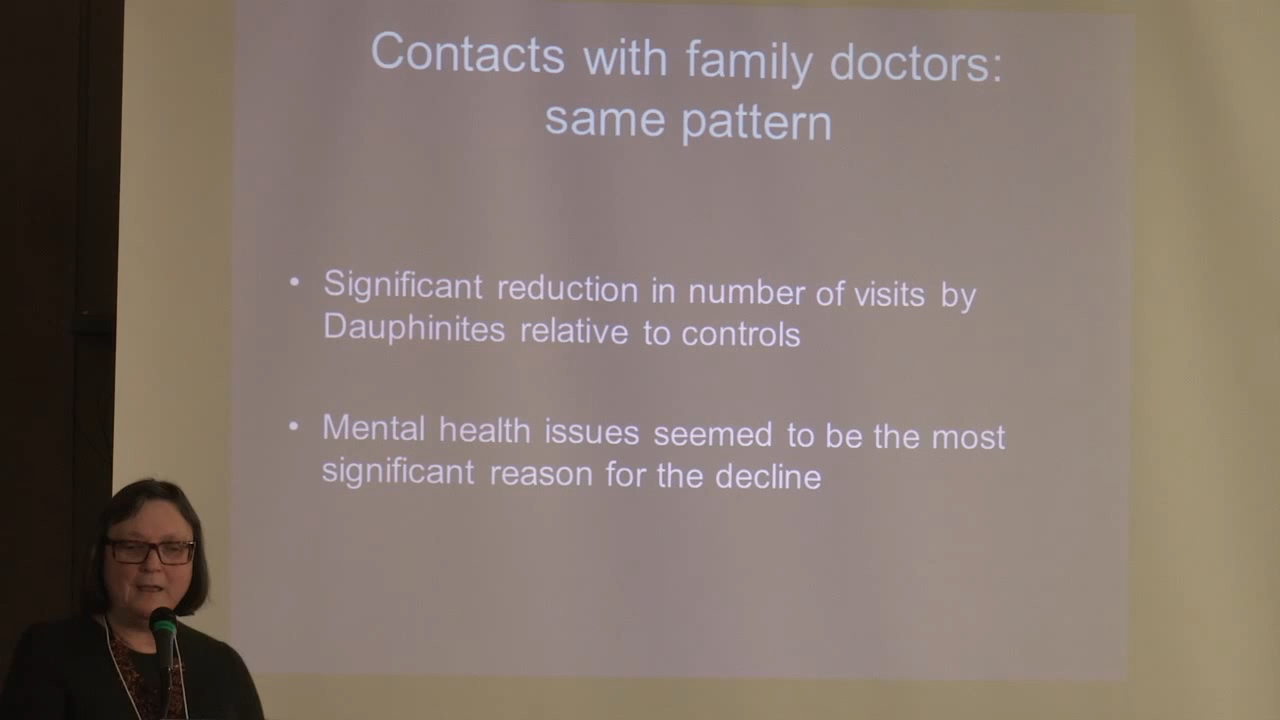 Contacts with family doctors:
same pattern
• Significant reduction in number of visits by
Dauphinites relative to controls
• Mental health issues seemed to be the most
significant reason for the decline